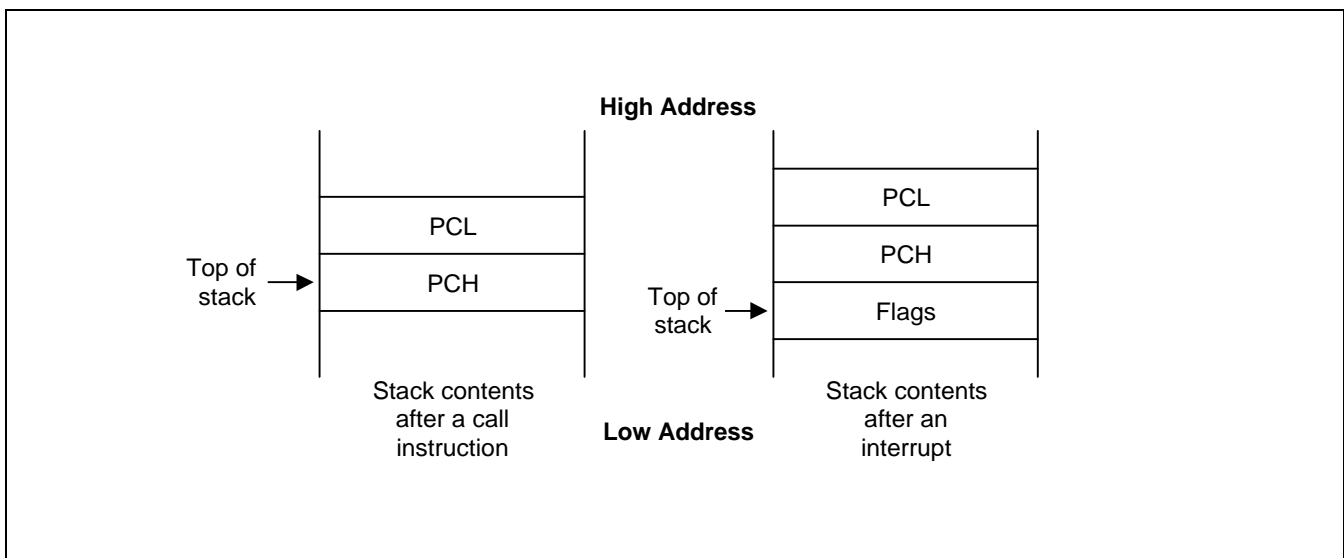 High Address
PCL
PCH
Top of
stack
Stack contents
after a call
instruction
PCL
PCH
Flags
Top of
stack
Stack contents
after an
interrupt
Low Address